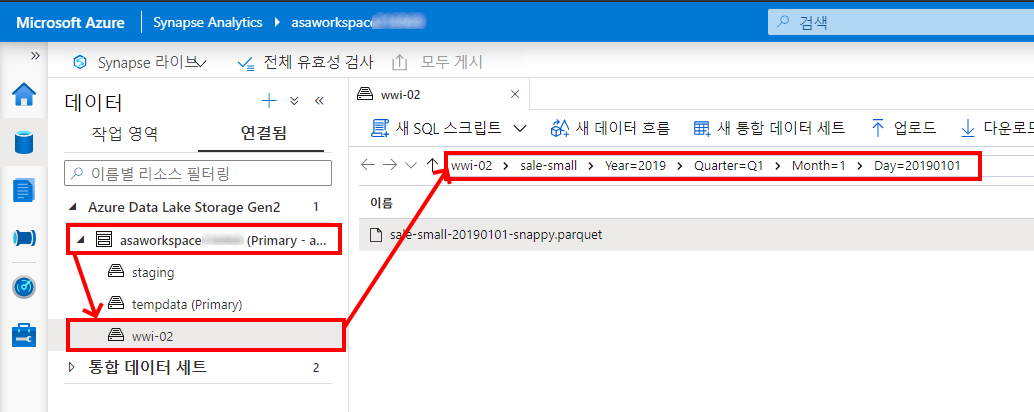 Microsoft Azure Synapse Analytics asaworkspace 검색
Synapse 라이브 전체 유효성 검사 모두 게시
데이터
작업 영역 연결됨
이름별 리소스 필터링
Azure Data Lake Storage Gen2 1
asaworkspace (Primary - a...
staging
tempdata (Primary)
wwi-02
통합 데이터 세트 2
wwi-02
새 SQL 스크립트 새 데이터 흐름 새 통합 데이터 세트 업로드 다운로드
wwi-02 sale-small Year=2019 Quarter=Q1 Month=1 Day=20190101
이름
sale-small-20190101-snappy.parquet